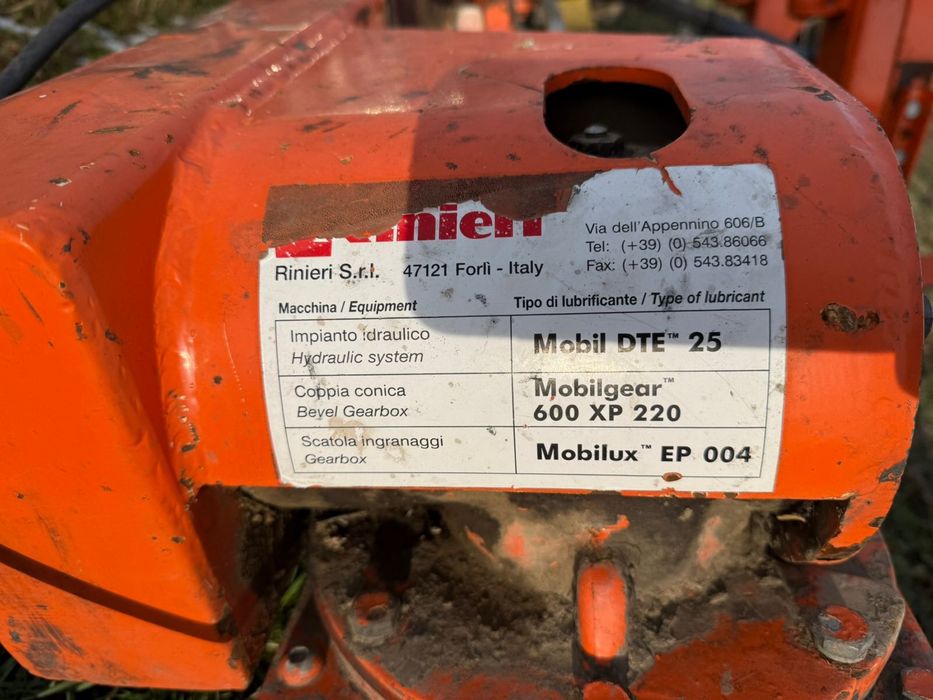 Rinieri
Via dell'Appennino 606/B
Tel: (+39) (0) 543.86066
Fax: (+39) (0) 543.83418
Rinieri S.r.l. 47121 Forlì - Italy
Macchina / Equipment
Tipo di lubrificante / Type of lubricant
Impianto idraulico
Hydraulic system
Mobil DTE™ 25
Coppia conica
Bevel Gearbox
Mobilgear™
600 XP 220
Scatola ingranaggi
Gearbox
Mobilux™ EP 004